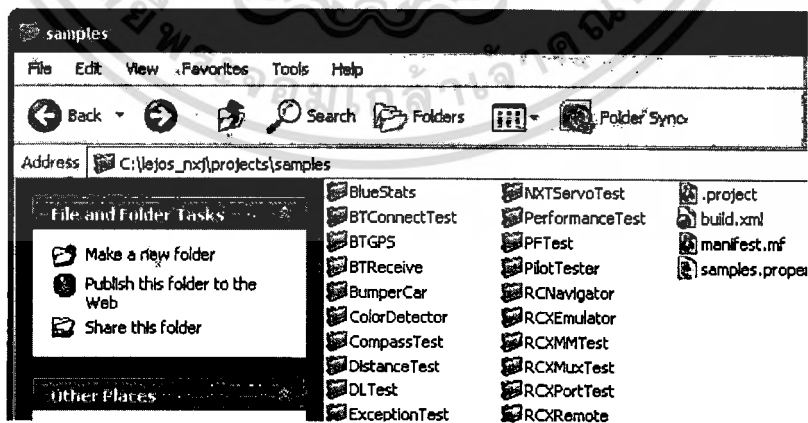 samples
File Edit View Favorites Tools Help
Back Search Folders Folder Sync
Address C:\lejos_nxj\projects\samples
File and Folder Tasks
Make a new folder
Publish this folder to the
Web
Share this folder
Other Places
BlueStats
BTConnectTest
BTGPS
BTReceive
BumperCar
ColorDetector
CompassTest
DistanceTest
DLTest
ExceptionTest
NXTServoTest
PerformanceTest
PFTest
PilotTester
RCNavigator
RCXEmulator
RCXMMTest
RCXMuxTest
RCXPortTest
RCXRemote
.project
build.xml
manifest.mf
samples.proper